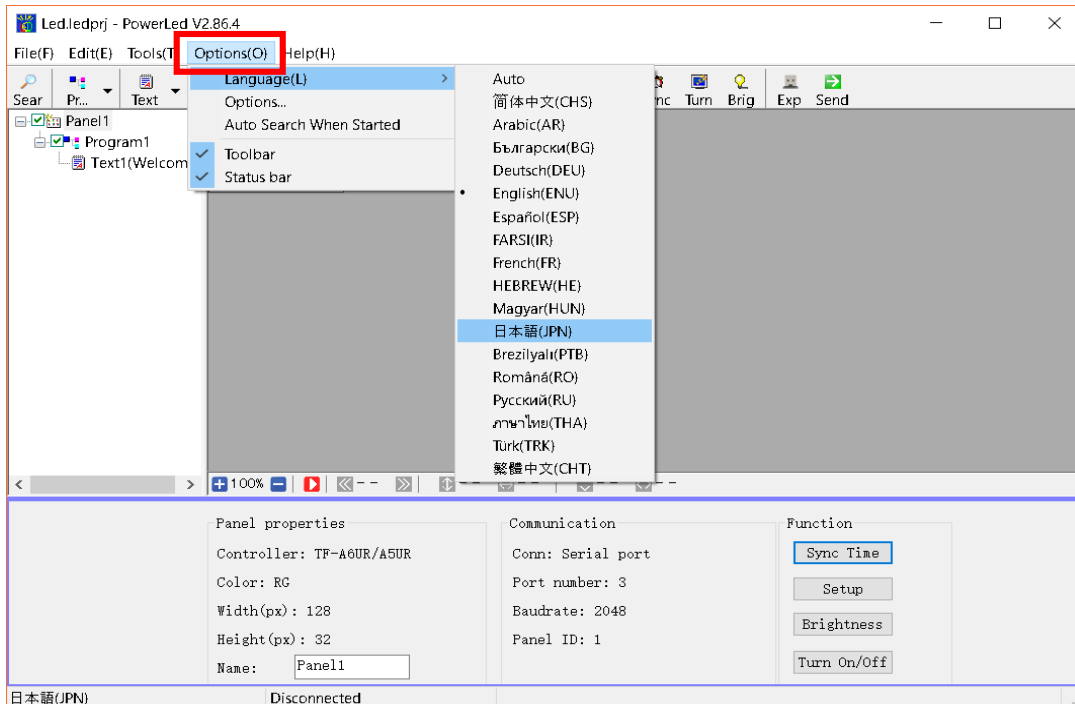 Led.ledprj - PowerLed V2.86.4
File(F) Edit(E) Tools(T Options(O) Help(H)
Sear Pr... Text nc Turn Brig Exp Send
Language(L)
Options...
Auto Search When Started
Toolbar
Status bar
Auto
简体中文(CHS)
Arabic(AR)
Български(BG)
Deutsch(DEU)
English(ENU)
Español(ESP)
FARSI(IR)
French(FR)
HEBREW(HE)
Magyar(HUN)
日本語(JPN)
Brezilyalı(PTB)
Română(RO)
Русский(RU)
ภาษาไทย(THA)
Türk(TRK)
繁體中文(CHT)
Panel1
Program1
Text1(Welcom
100% -- -- -- -- --
Panel properties
Controller: TF-A6UR/A5UR
Color: RG
Width(px): 128
Height(px): 32
Name: Panel1
Communication
Conn: Serial port
Port number: 3
Baudrate: 2048
Panel ID: 1
Function
Sync Time
Setup
Brightness
Turn On/Off
日本語(JPN) Disconnected